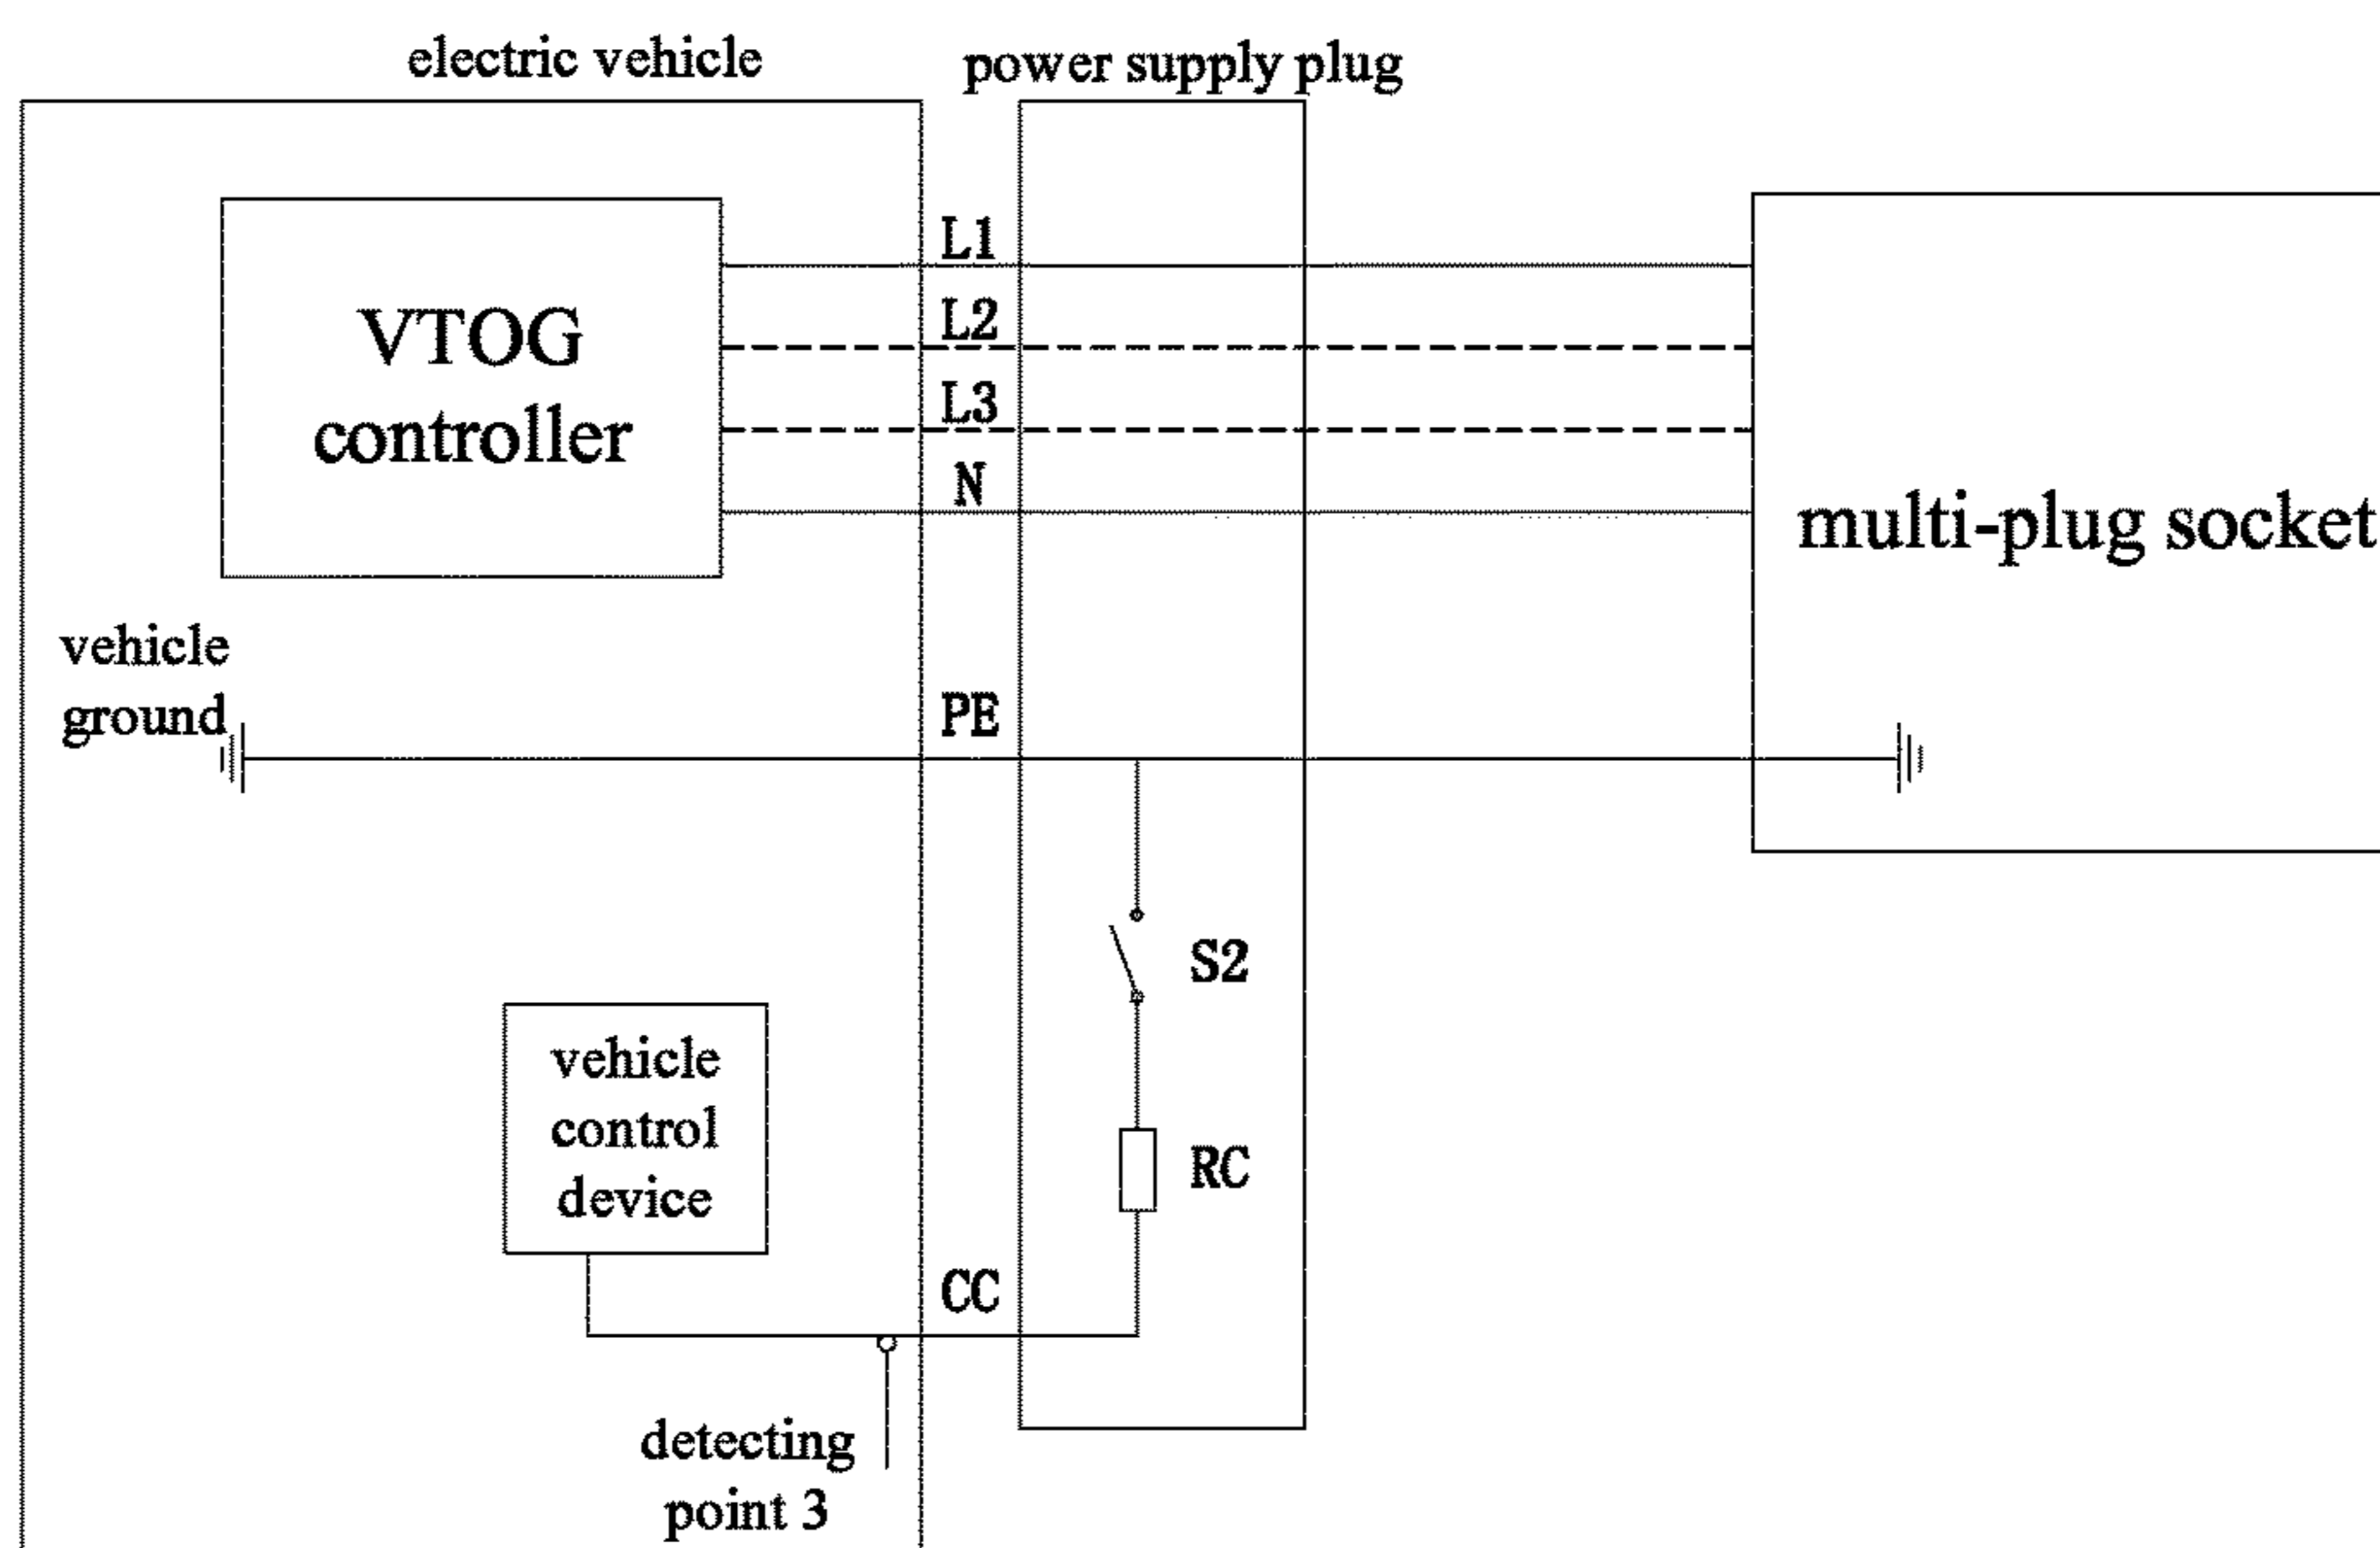 electric vehicle
power supply plug
VTOG
controller
L1
L2
L3
N
multi-plug socket
vehicle
ground
PE
S2
vehicle
control
device
RC
CC
detecting
point 3